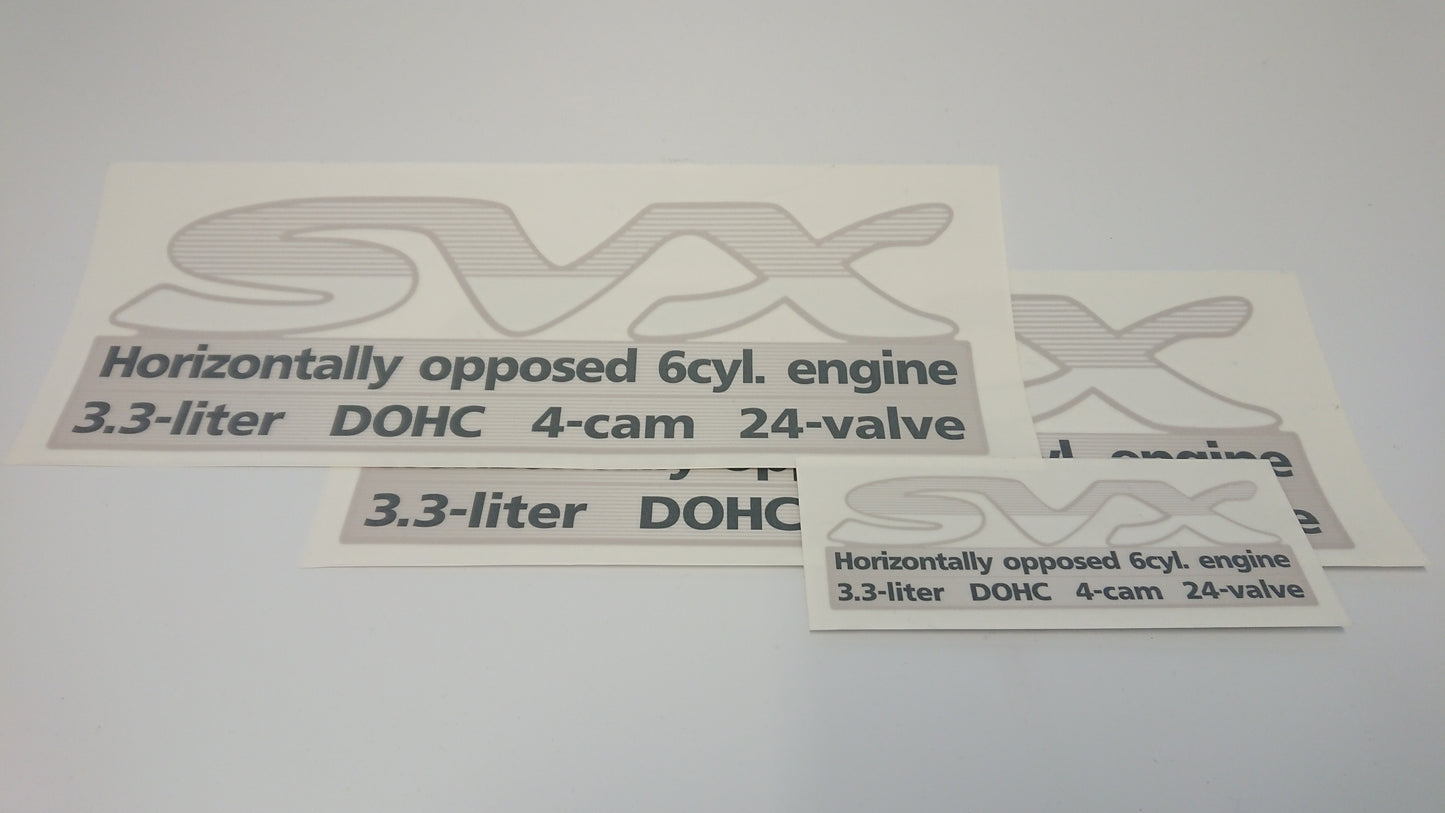 SVX
Horizontally opposed 6cyl. engine
3.3-liter DOHC 4-cam 24-valve
X
engine
3.3-liter DOHC
SVX
Horizontally opposed 6cyl. engine
3.3-liter DOHC 4-cam 24-valve